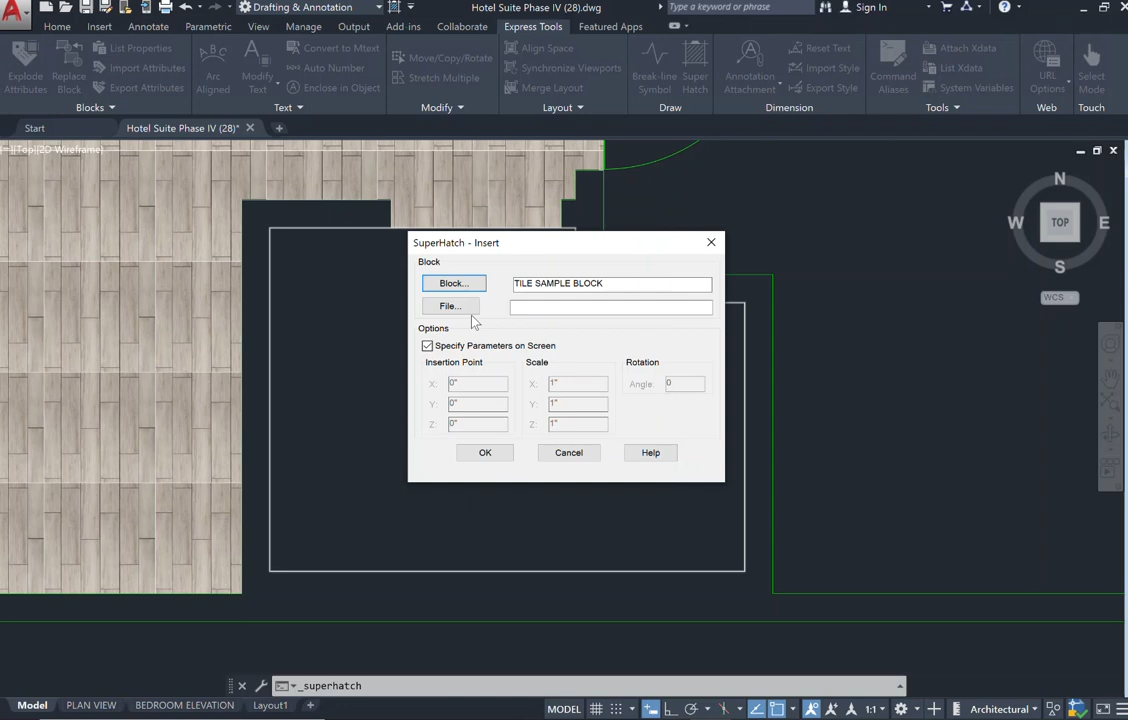 Drafting & Annotation
Hotel Suite Phase IV (28).dwg
Type a keyword or phrase
Sign In
Home Insert Annotate Parametric View Manage Output Add-ins Collaborate Express Tools Featured Apps
Explode Attributes
Replace Block
List Properties
Import Attributes
Export Attributes
Arc Aligned
Modify Text
Convert to Mtext
Auto Number
Enclose in Object
Move/Copy/Rotate
Stretch Multiple
Align Space
Synchronize Viewports
Merge Layout
Break-line Symbol
Super Hatch
Annotation Attachment
Reset Text
Import Style
Export Style
Command Aliases
Attach Xdata
List Xdata
System Variables
URL Options
Select Mode
Blocks Text Modify Layout Draw Dimension Tools Web Touch
Start
Hotel Suite Phase IV (28)*
[−][Top][2D Wireframe]
N
W TOP E
S
WCS
SuperHatch - Insert
Block
Block... TILE SAMPLE BLOCK
File...
Options
Specify Parameters on Screen
Insertion Point Scale Rotation
X: 0" X: 1" Angle: 0
Y: 0" Y: 1"
Z: 0" Z: 1"
OK Cancel Help
_superhatch
Model PLAN VIEW BEDROOM ELEVATION Layout1 +
MODEL 1:1 Architectural